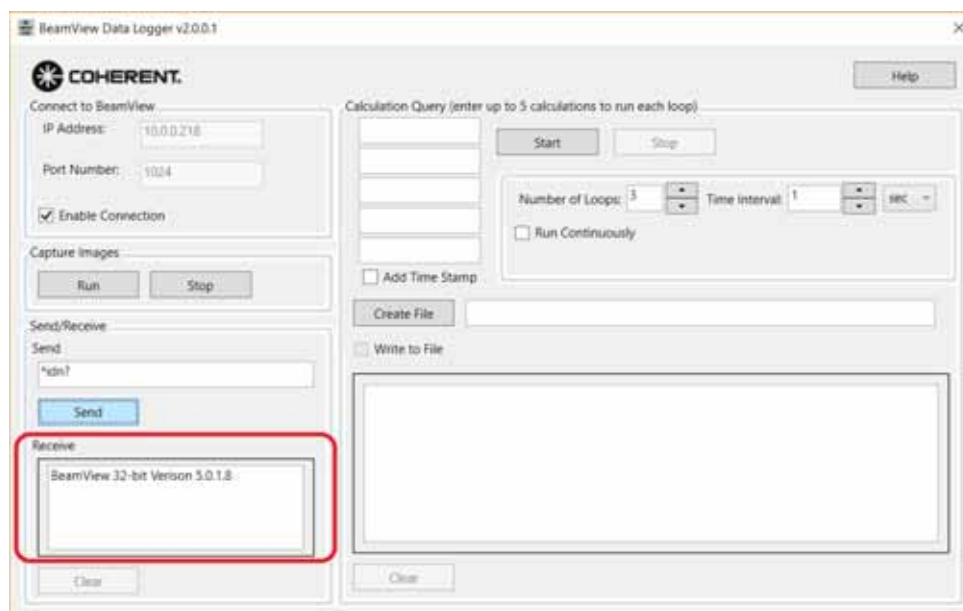 BeamView Data Logger v2.0.0.1
COHERENT.
Help
Connect to BeamView
IP Address: 10.0.0.218
Port Number: 1024
Enable Connection
Capture Images
Run Stop
Send/Receive
Send
*idn?
Send
Receive
BeamView 32-bit Verison 5.0.1.8
Clear
Calculation Query (enter up to 5 calculations to run each loop)
Start Stop
Number of Loops: 3 Time Interval: 1 sec
Run Continuously
Add Time Stamp
Create File
Write to File
Clear